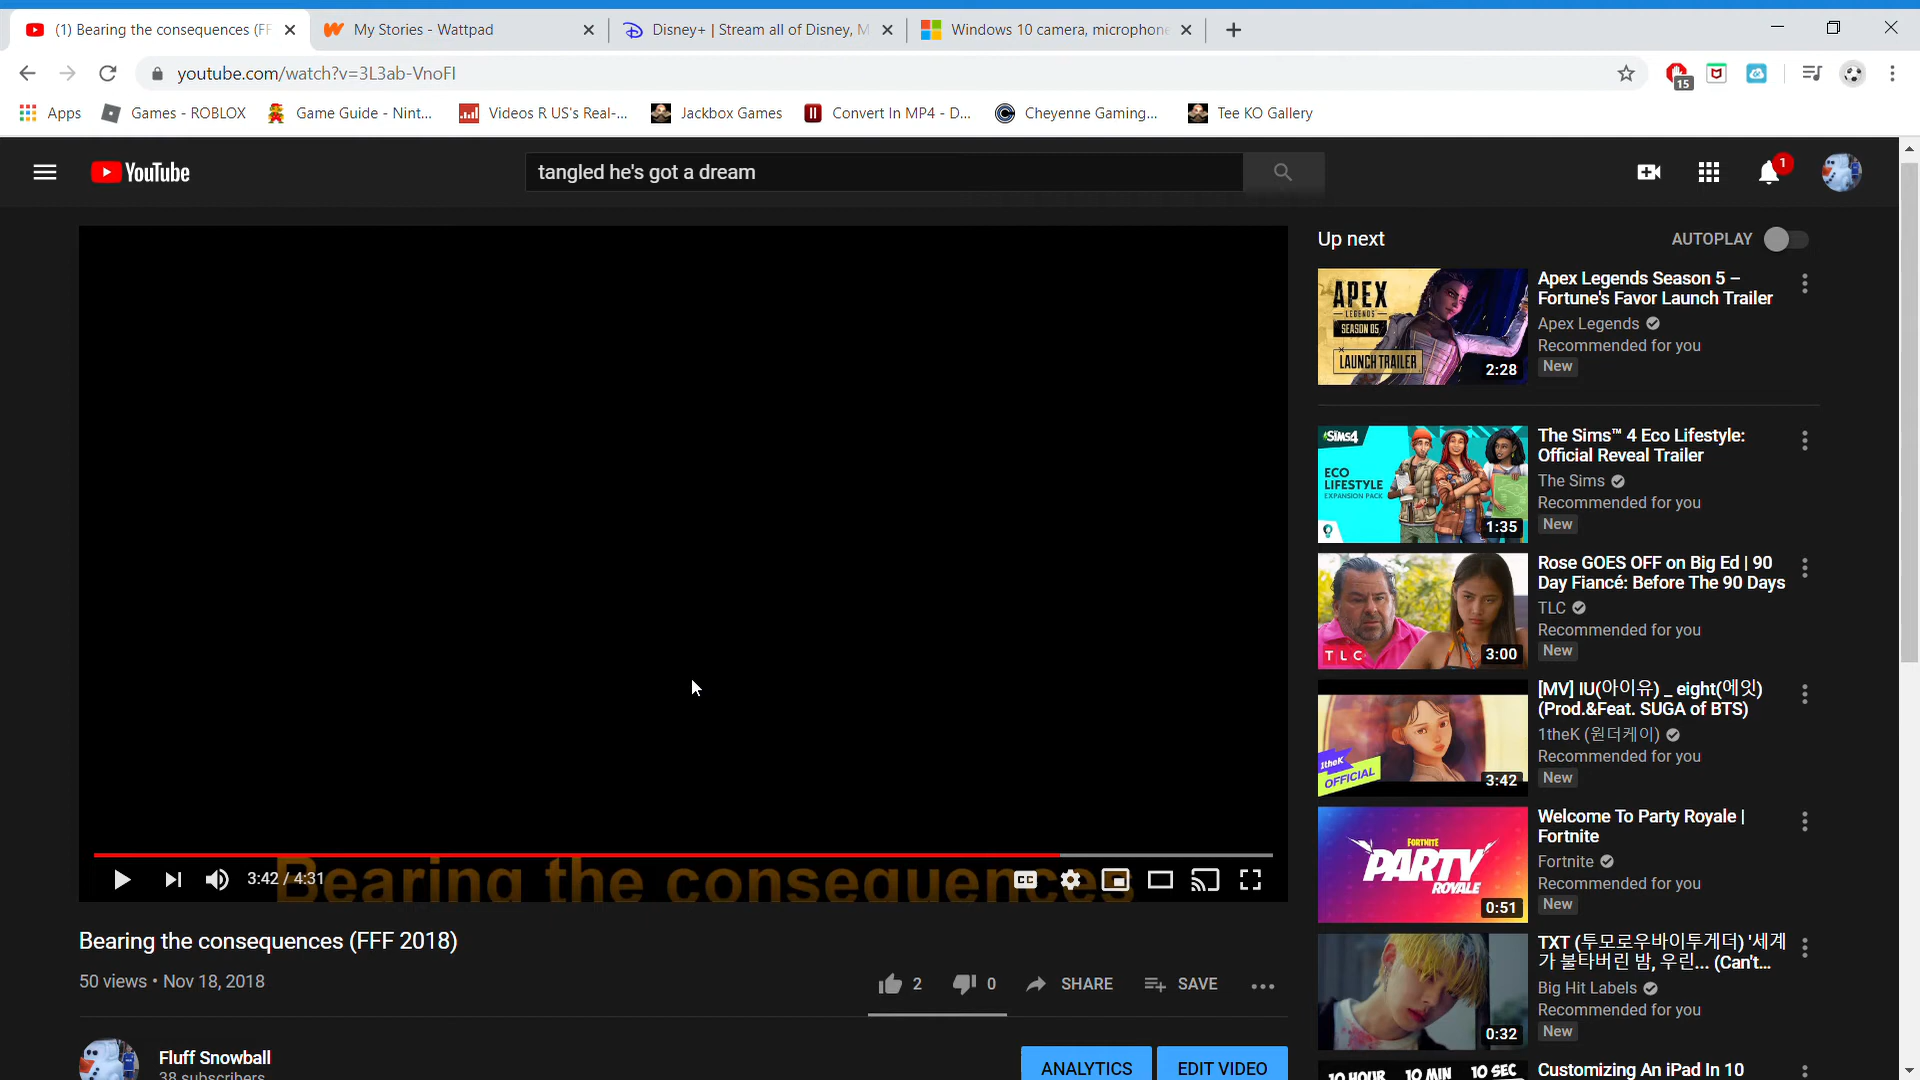 (1) Bearing the consequences (FF
My Stories - Wattpad
Disney+ | Stream all of Disney, M
Windows 10 camera, microphone
youtube.com/watch?v=3L3ab-VnoFI
15
Apps
Games - ROBLOX
Game Guide - Nint...
Videos R US's Real-...
Jackbox Games
Convert In MP4 - D...
Cheyenne Gaming...
Tee KO Gallery
YouTube
tangled he's got a dream
1
Up next
AUTOPLAY
APEX
LEGENDS
SEASON 05
LAUNCH TRAILER
2:28
Apex Legends Season 5 –
Fortune's Favor Launch Trailer
Apex Legends
Recommended for you
New
SiMS4
ECO
LIFESTYLE
EXPANSION PACK
1:35
The Sims™ 4 Eco Lifestyle:
Official Reveal Trailer
The Sims
Recommended for you
New
TLC
3:00
Rose GOES OFF on Big Ed | 90
Day Fiancé: Before The 90 Days
TLC
Recommended for you
New
1theK
OFFICIAL
3:42
[MV] IU(아이유) _ eight(에잇)
(Prod.&Feat. SUGA of BTS)
1theK (원더케이)
Recommended for you
New
FORTNITE
PARTY
ROYALE
0:51
Welcome To Party Royale |
Fortnite
Fortnite
Recommended for you
New
0:32
TXT (투모로우바이투게더) '세계
가 불타버린 밤, 우린... (Can't...
Big Hit Labels
Recommended for you
New
10 HOUR 10 MIN 10 SEC
Customizing An iPad In 10
Bearing the consequences
3:42 / 4:31
CC
Bearing the consequences (FFF 2018)
50 views • Nov 18, 2018
2
0
SHARE
SAVE
Fluff Snowball
38 subscribers
ANALYTICS
EDIT VIDEO